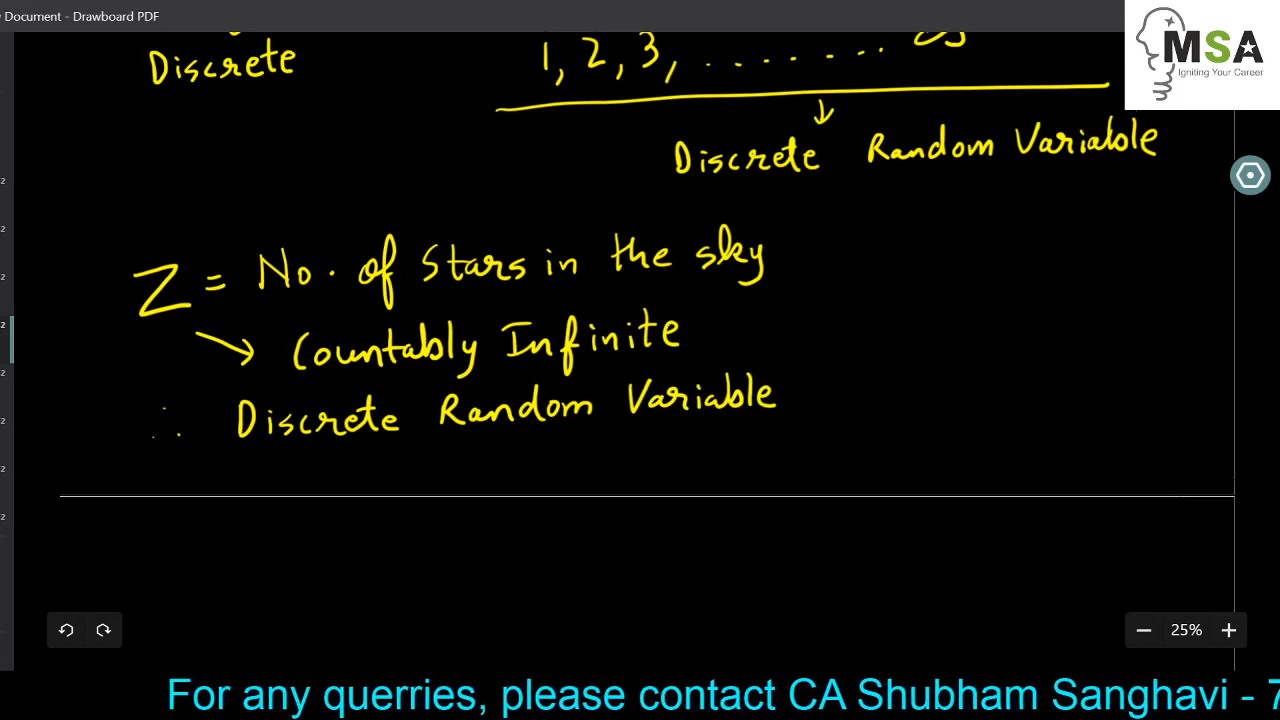 Document - Drawboard PDF
MSA
Igniting Your Career
Discrete
1, 2, 3, . . . . . . . .
Discrete Random Variable
Z = No. of Stars in the sky
→ Countably Infinite
∴ Discrete Random Variable
25%
For any querries, please contact CA Shubham Sanghavi - 7